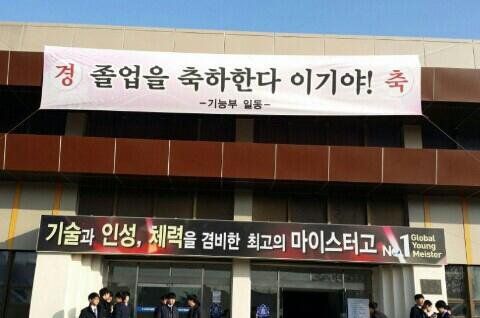 경 졸업을 축하한다 이기야! 축
-기능부 일동-
기술과 인성, 체력을 겸비한 최고의 마이스터고 No.1 Global Young Meister